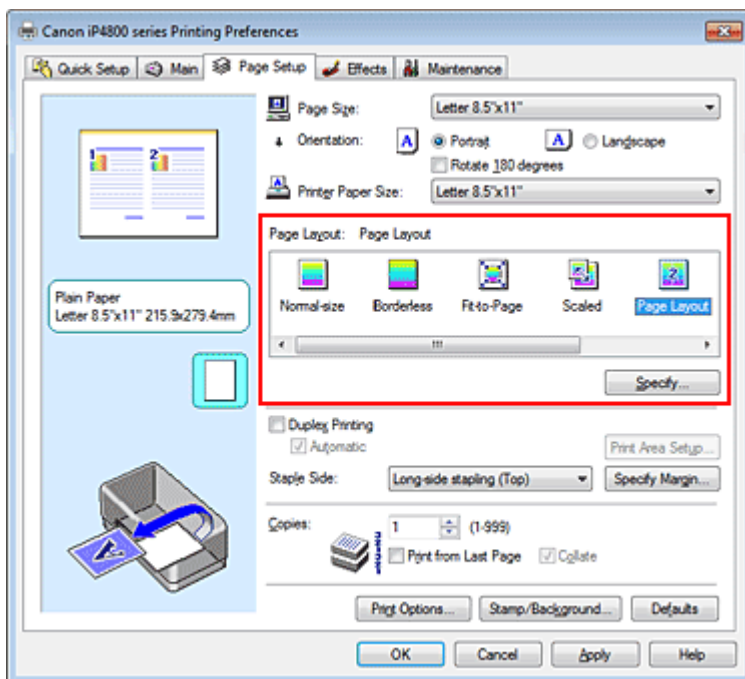 Canon iP4800 series Printing Preferences
Quick Setup Main Page Setup Effects Maintenance
Page Size: Letter 8.5"x11"
Orientation: A Portrait A Landscape
Rotate 180 degrees
Printer Paper Size: Letter 8.5"x11"
1 2
Page Layout: Page Layout
Normal-size Borderless Fit-to-Page Scaled Page Layout
Plain Paper
Letter 8.5"x11" 215.9x279.4mm
Specify...
Duplex Printing
Automatic Print Area Setup...
Staple Side: Long-side stapling (Top) Specify Margin...
Copies: 1 (1-999)
Print from Last Page Collate
Print Options... Stamp/Background... Defaults
OK Cancel Apply Help